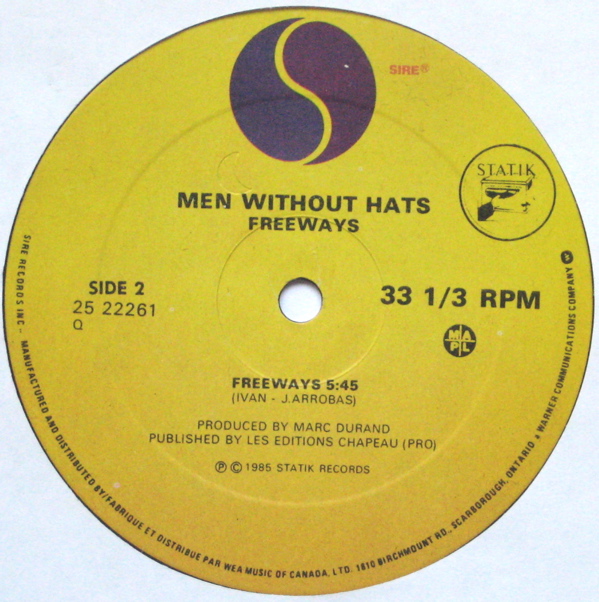 SIRE®
STATIK
MEN WITHOUT HATS
FREEWAYS
SIDE 2
25 22261
Q
33 1/3 RPM
M A
P L
FREEWAYS 5:45
(IVAN - J.ARROBAS)
PRODUCED BY MARC DURAND
PUBLISHED BY LES EDITIONS CHAPEAU (PRO)
℗ © 1985 STATIK RECORDS
SIRE RECORDS INC - MANUFACTURED AND DISTRIBUTED BY/FABRIQUE ET DISTRIBUE PAR WEA MUSIC OF CANADA, LTD. 1810 BIRCHMOUNT RD., SCARBOROUGH, ONTARIO A WARNER COMMUNICATIONS COMPANY